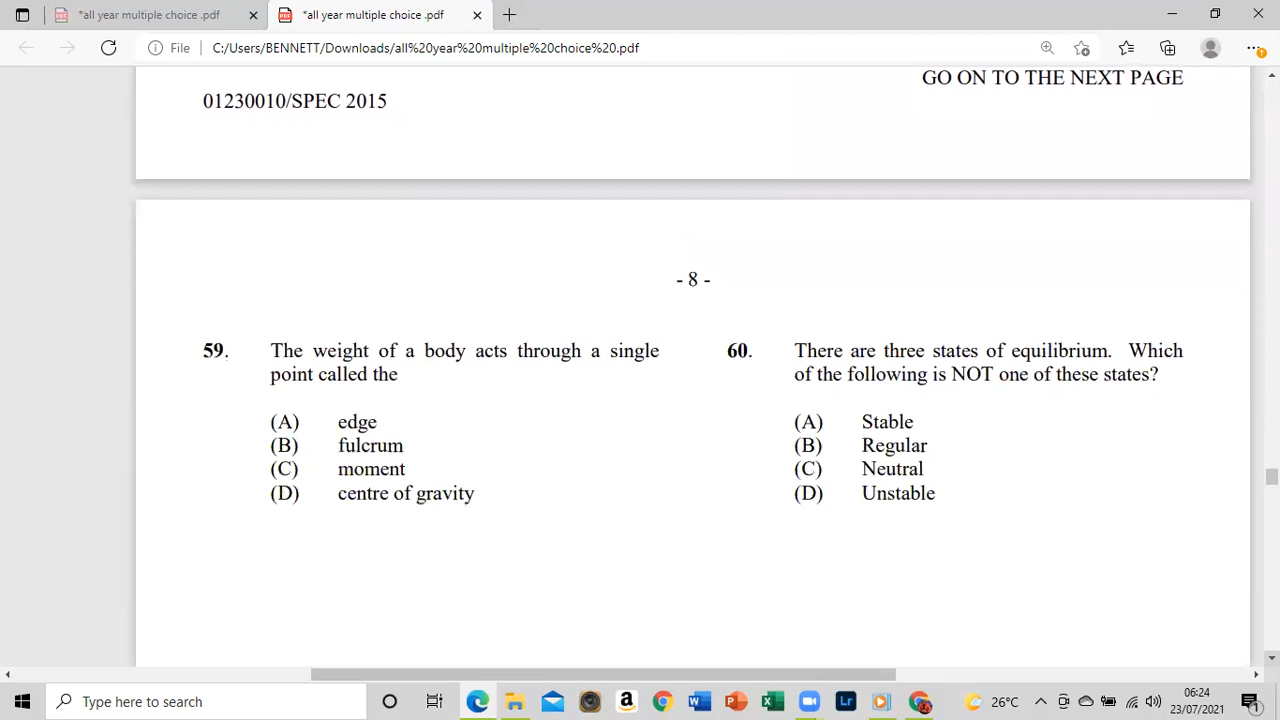 *all year multiple choice .pdf
*all year multiple choice .pdf
File
C:/Users/BENNETT/Downloads/all%20year%20multiple%20choice%20.pdf
GO ON TO THE NEXT PAGE
01230010/SPEC 2015
- 8 -
59. The weight of a body acts through a single
point called the
(A) edge
(B) fulcrum
(C) moment
(D) centre of gravity
60. There are three states of equilibrium. Which
of the following is NOT one of these states?
(A) Stable
(B) Regular
(C) Neutral
(D) Unstable
Type here to search
26°C
06:24
23/07/2021